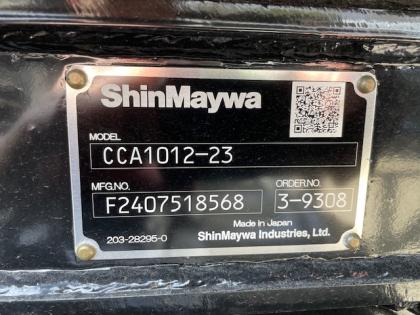 ShinMaywa
MODEL
CCA1012-23
MFG.NO. ORDER.NO.
F2407518568 3-9308
Made in Japan
203-28295-0 ShinMaywa Industries, Ltd.